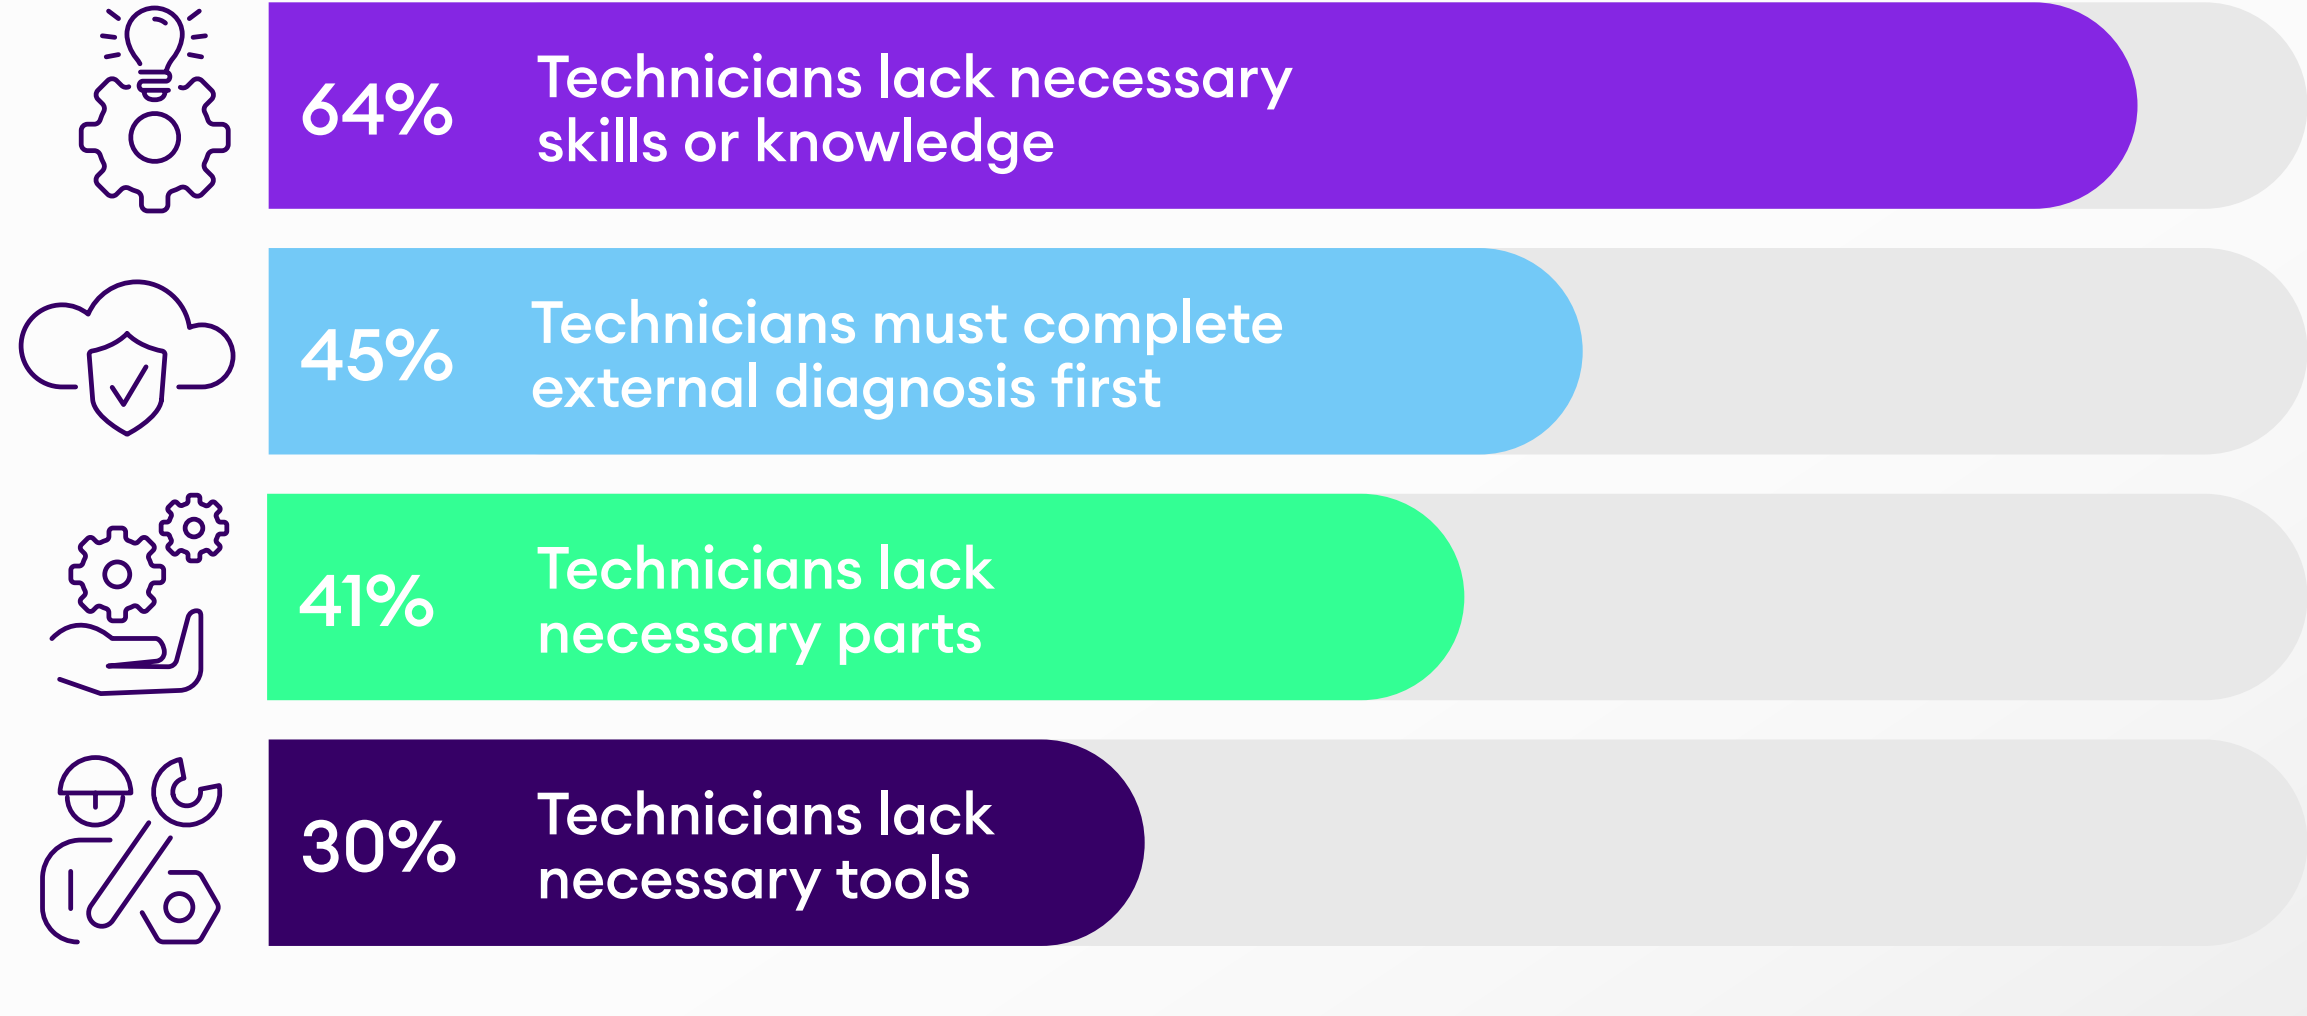 64%
Technicians lack necessary
skills or knowledge
45%
Technicians must complete
external diagnosis first
41%
Technicians lack
necessary parts
30%
Technicians lack
necessary tools